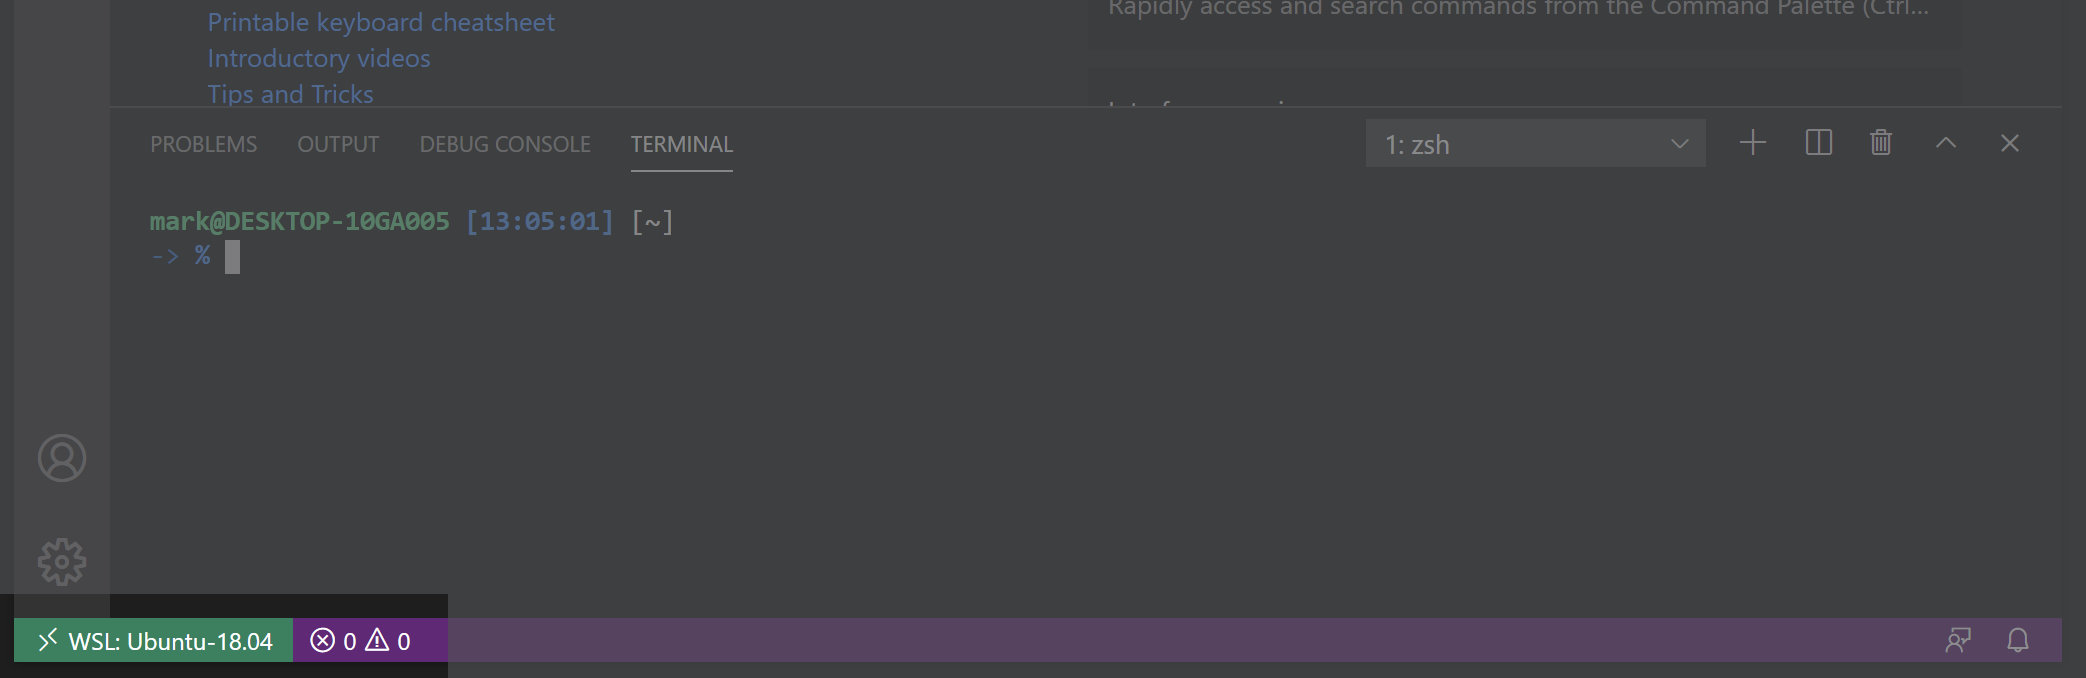 Printable keyboard cheatsheet
Introductory videos
Tips and Tricks
Rapidly access and search commands from the Command Palette (Ctrl...
PROBLEMS OUTPUT DEBUG CONSOLE TERMINAL 1: zsh
mark@DESKTOP-10GA005 [13:05:01] [~]
-> %
WSL: Ubuntu-18.04 0 0